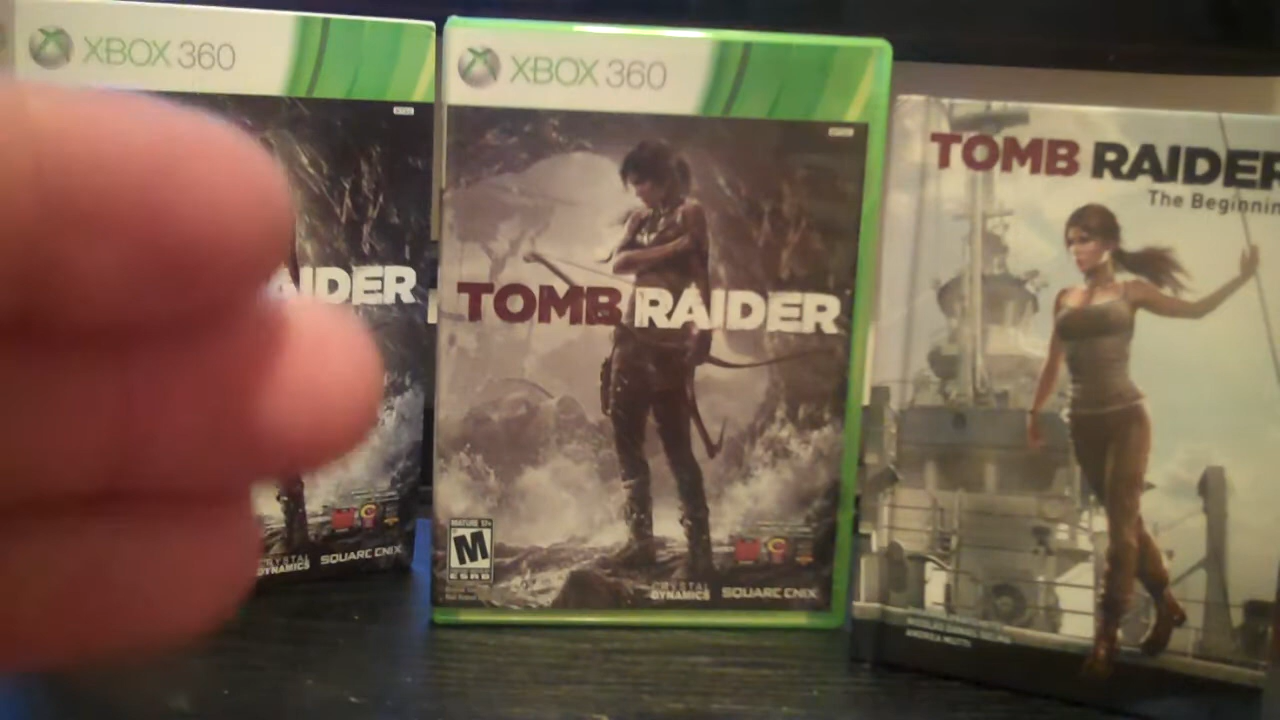 XBOX 360
AIDER
CRYSTAL
DYNAMICS
SQUARE ENIX
XBOX 360
TOMB RAIDER
MATURE 17+
M
ESRB
CRYSTAL
DYNAMICS
SQUARE ENIX
TOMB RAIDER
The Beginnin